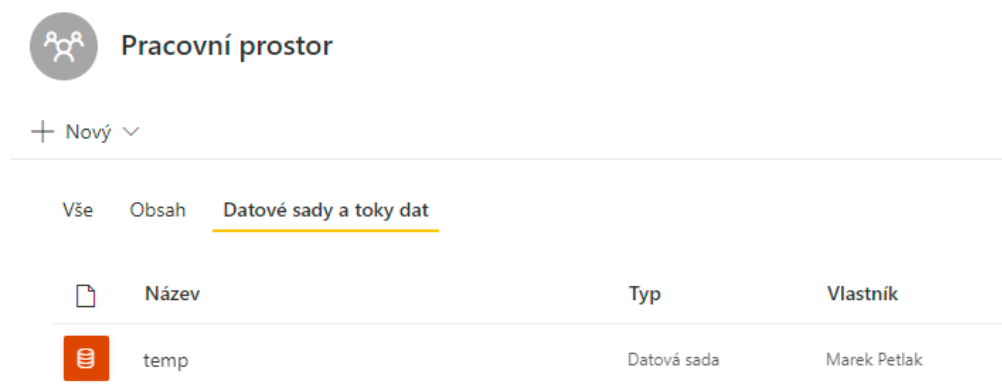 Pracovní prostor
Nový
Vše Obsah Datové sady a toky dat
Název Typ Vlastník
temp Datová sada Marek Petlak